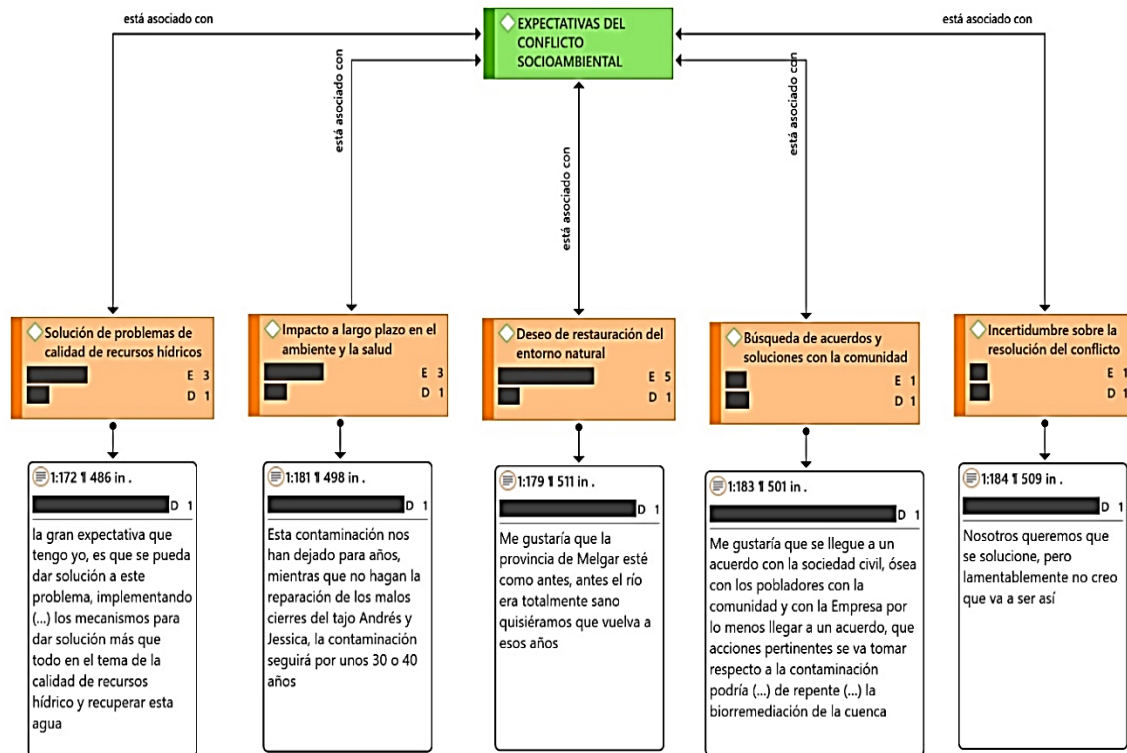 está asociado con
EXPECTATIVAS DEL
CONFLICTO
SOCIOAMBIENTAL
está asociado con
está asociado con
está asociado con
está asociado con
Solución de problemas de
calidad de recursos hídricos
E 3
D 1
Impacto a largo plazo en el
ambiente y la salud
E 3
D 1
Deseo de restauración del
entorno natural
E 5
D 1
Búsqueda de acuerdos y
soluciones con la comunidad
E 1
D 1
Incertidumbre sobre la
resolución del conflicto
E 1
D 1
1:172 ¶ 486 in .
D 1
la gran expectativa que
tengo yo, es que se pueda
dar solución a este
problema, implementando
(...) los mecanismos para
dar solución más que
todo en el tema de la
calidad de recursos
hídrico y recuperar esta
agua
1:181 ¶ 498 in .
D 1
Esta contaminación nos
han dejado para años,
mientras que no hagan la
reparación de los malos
cierres del tajo Andrés y
Jessica, la contaminación
seguirá por unos 30 o 40
años
1:179 ¶ 511 in .
D 1
Me gustaría que la
provincia de Melgar esté
como antes, antes el río
era totalmente sano
quisiéramos que vuelva a
esos años
1:183 ¶ 501 in .
D 1
Me gustaría que se llegue a un
acuerdo con la sociedad civil, ósea
con los pobladores con la
comunidad y con la Empresa por
lo menos llegar a un acuerdo, que
acciones pertinentes se va tomar
respecto a la contaminación
podría (...) de repente (...) la
biorremediación de la cuenca
1:184 ¶ 509 in .
D 1
Nosotros queremos que
se solucione, pero
lamentablemente no creo
que va a ser así